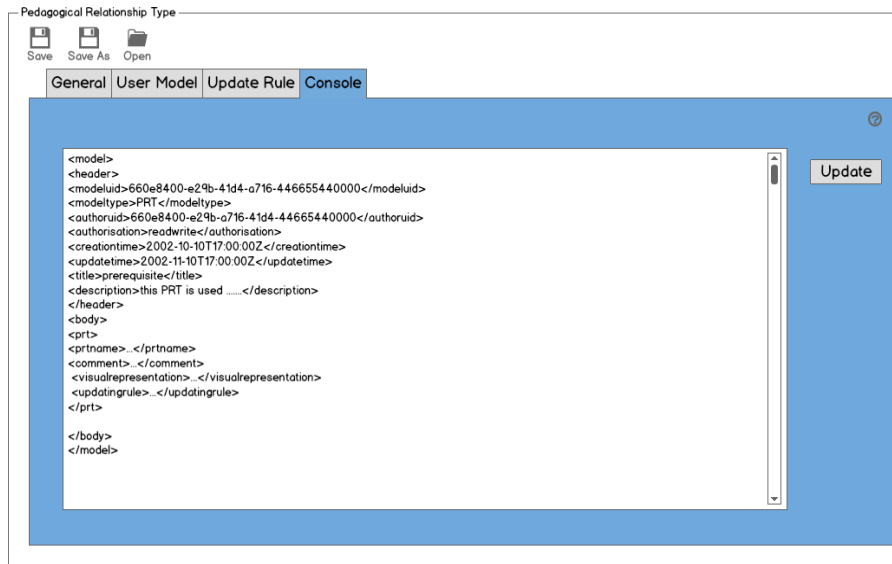 Pedagogical Relationship Type
Save Save As Open
General User Model Update Rule Console
?
Update
<model>
<header>
<modeluid>660e8400-e29b-41d4-a716-446655440000</modeluid>
<modeltype>PRT</modeltype>
<authoruid>660e8400-e29b-a716-41d4-44665440000</authoruid>
<authorisation>readwrite</authorisation>
<creationtime>2002-10-10T17:00:00Z</creationtime>
<updatetime>2002-11-10T17:00:00Z</updatetime>
<title>prerequisite</title>
<description>this PRT is used .......</description>
</header>
<body>
<prt>
<prtname>...</prtname>
<comment>...</comment>
<visualrepresentation>...</visualrepresentation>
<updatingrule>...</updatingrule>
</prt>
</body>
</model>